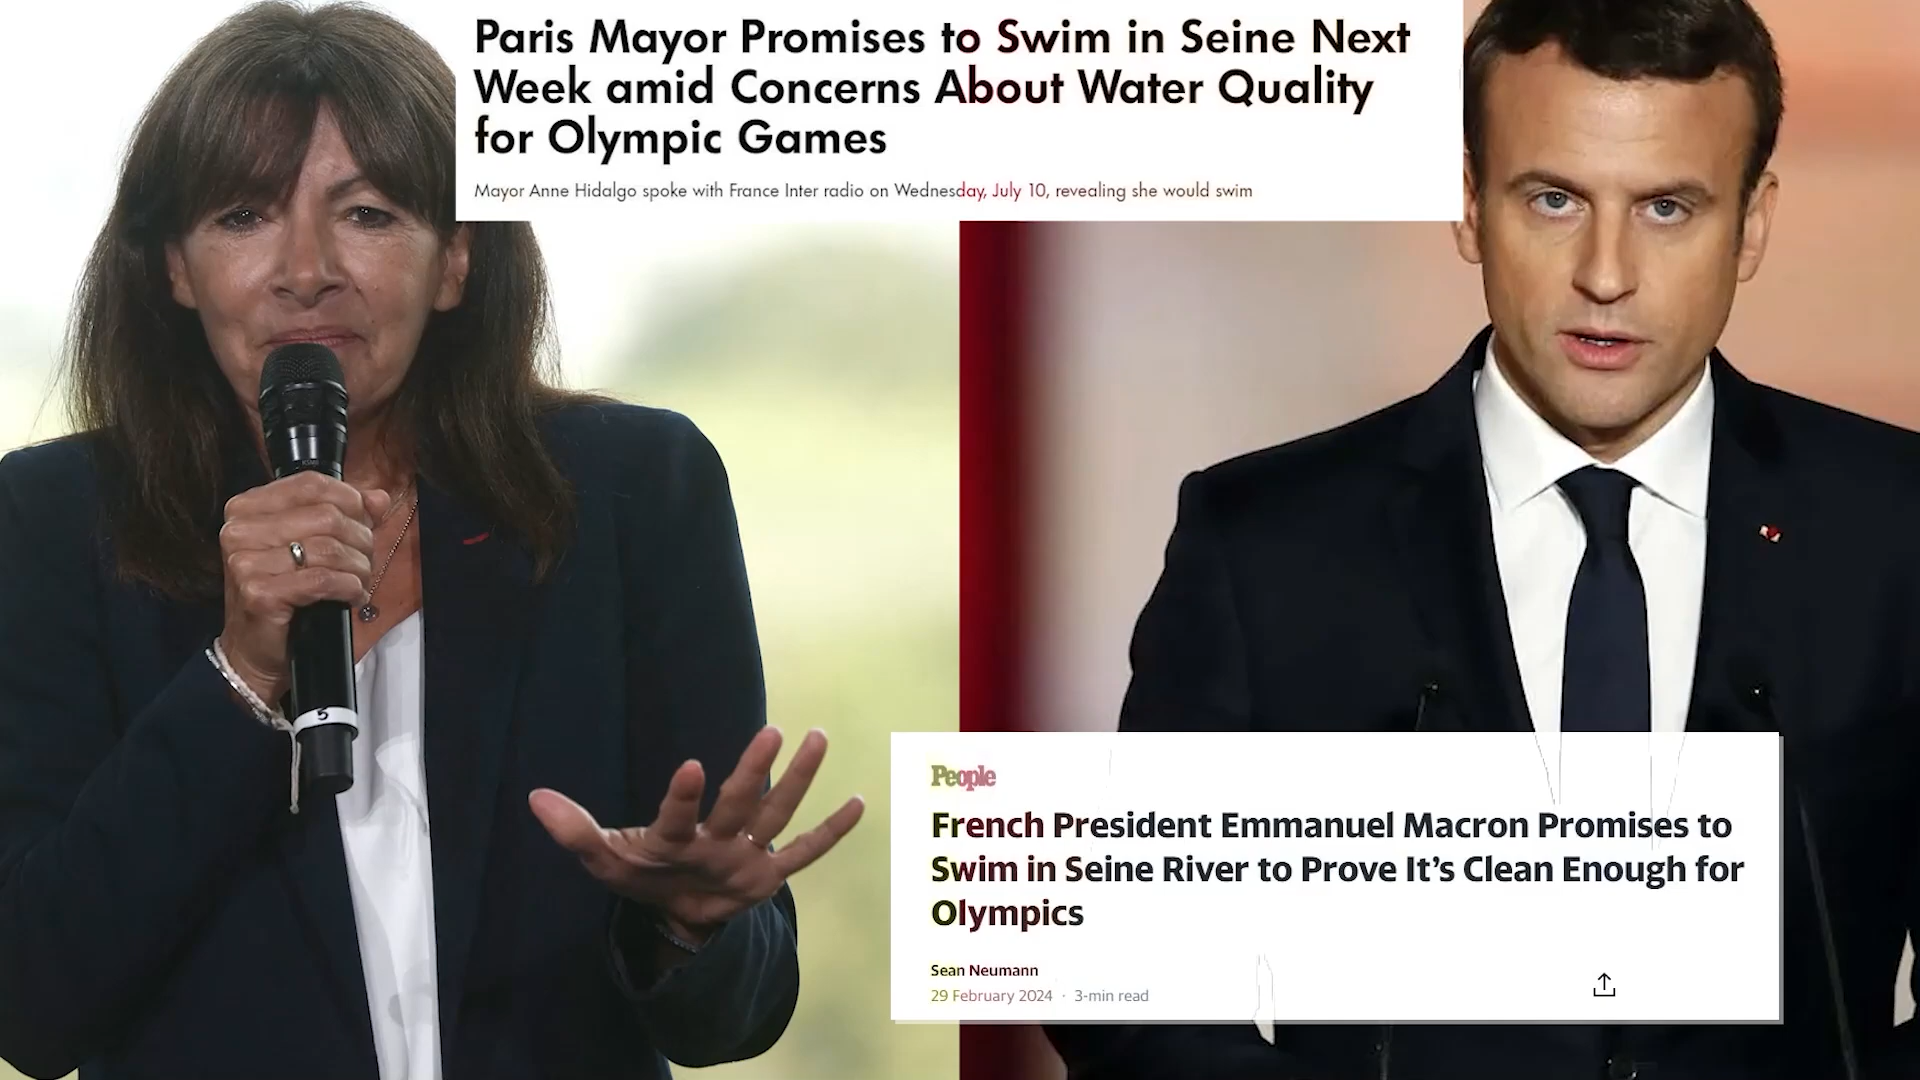 Paris Mayor Promises to Swim in Seine Next
Week amid Concerns About Water Quality
for Olympic Games
Mayor Anne Hidalgo spoke with France Inter radio on Wednesday, July 10, revealing she would swim
5
People
French President Emmanuel Macron Promises to
Swim in Seine River to Prove It's Clean Enough for
Olympics
Sean Neumann
29 February 2024 · 3-min read